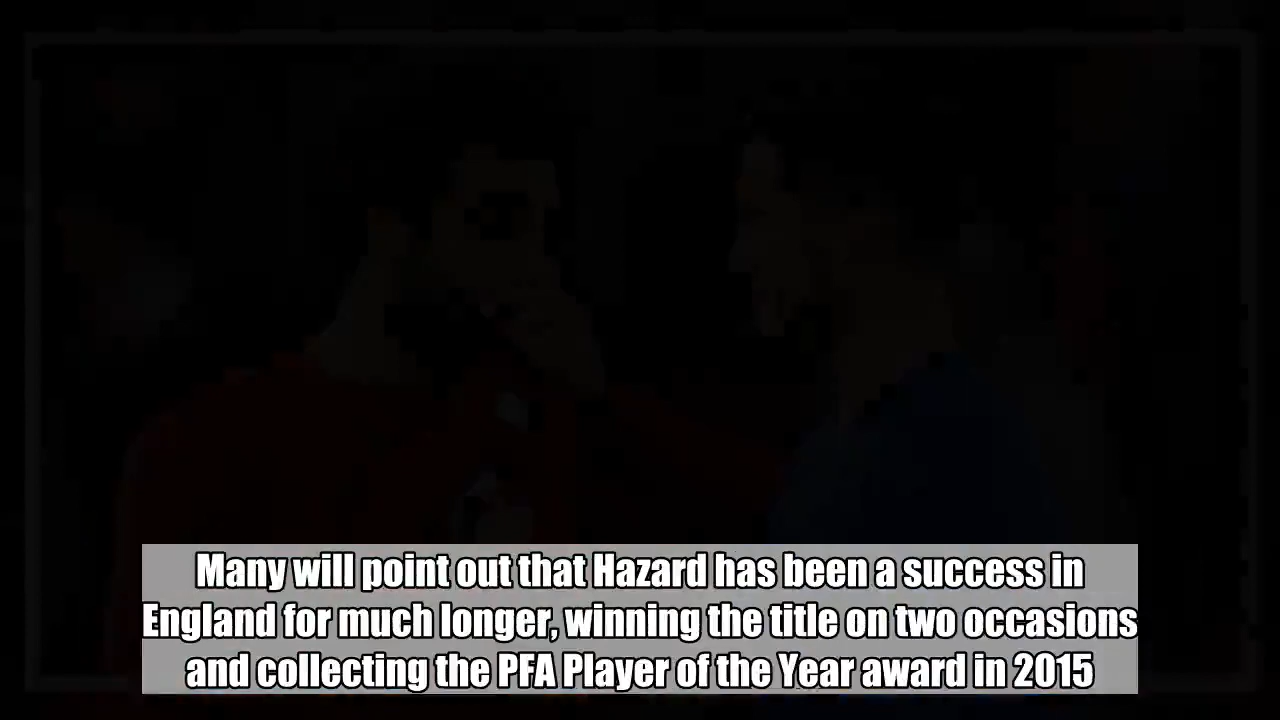 Many will point out that Hazard has been a success in
England for much longer, winning the title on two occasions
and collecting the PFA Player of the Year award in 2015